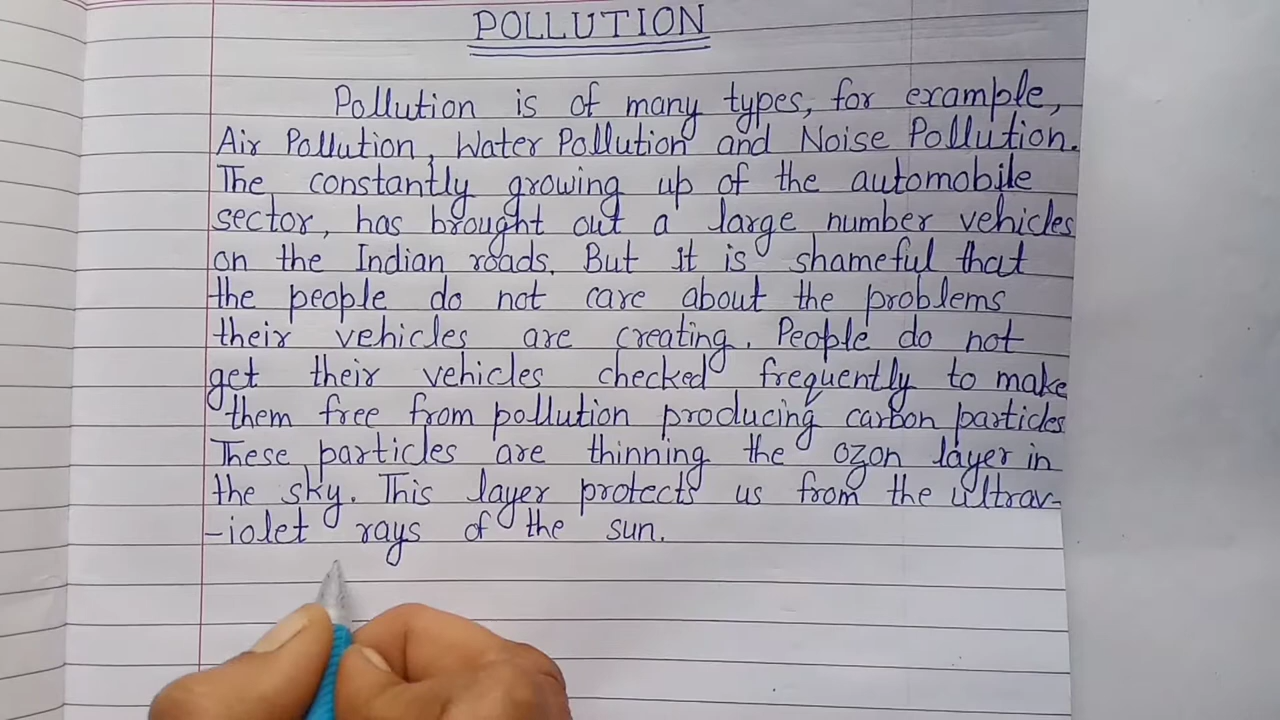 POLLUTION
Pollution is of many types, for example,
Air Pollution, Water Pollution and Noise Pollution.
The constantly growing up of the automobile
sector, has brought out a large number vehicles
on the Indian roads. But it is shameful that
the people do not care about the problems
their vehicles are creating. People do not
get their vehicles checked frequently to make
them free from pollution producing carbon particles
These particles are thinning the ozon layer in
the sky. This layer protects us from the ultrav-
-iolet rays of the sun.